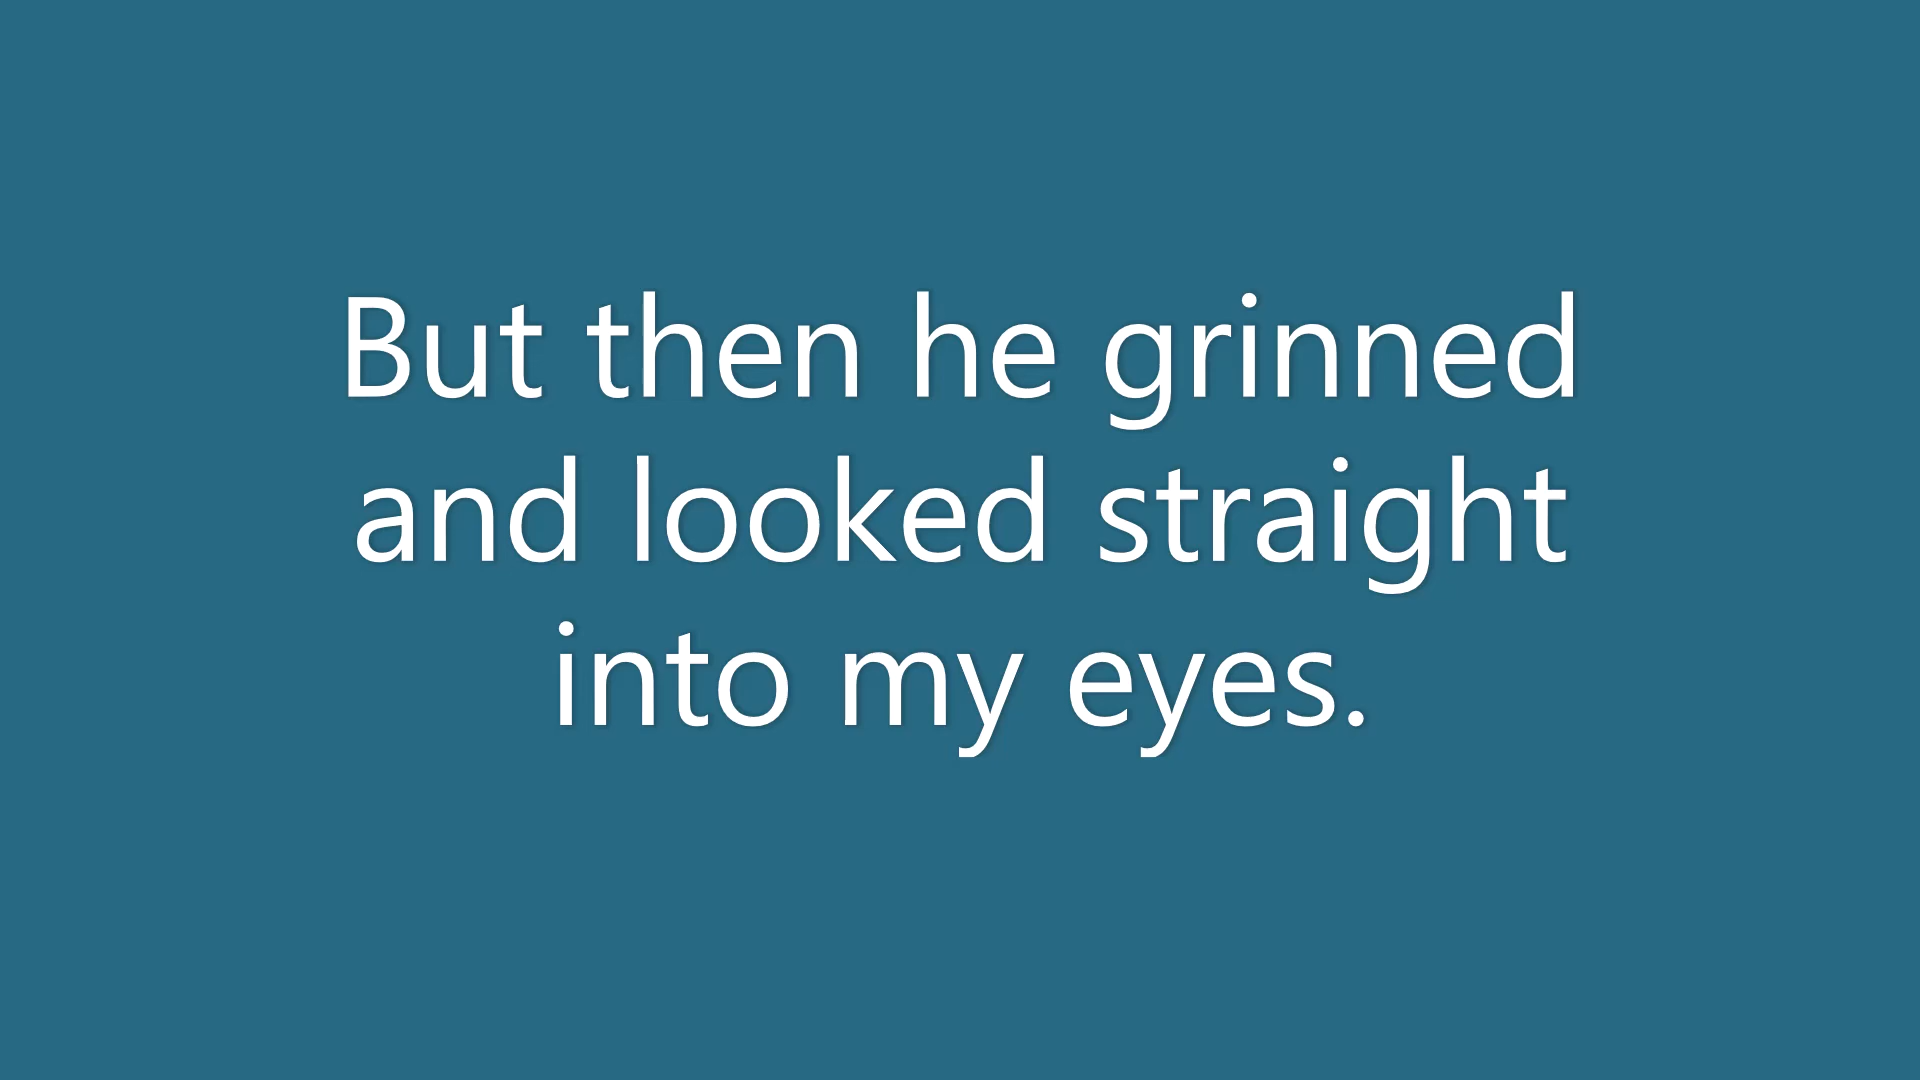 But then he grinned
and looked straight
into my eyes.